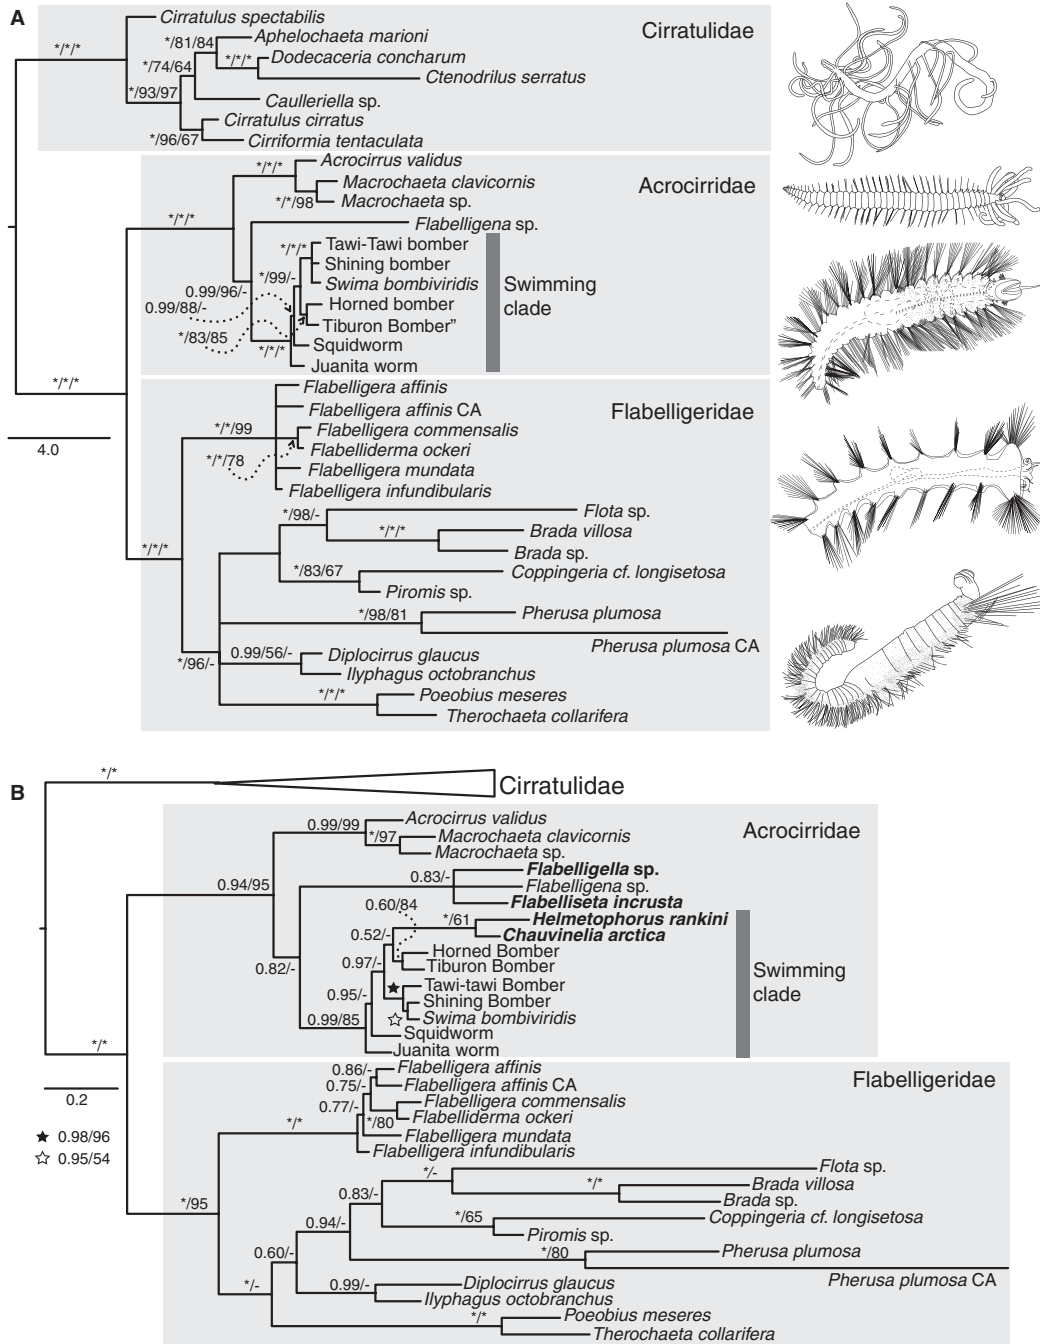 A
Cirratulidae
Cirratulus spectabilis
*/*/*
*/81/84
Aphelochaeta marioni
Dodecaceria concharum
*/*/*
*/74/64
Ctenodrilus serratus
*/93/97
Caulleriella sp.
Cirratulus cirratus
*/96/67
Cirriformia tentaculata
Acrocirridae
Acrocirrus validus
*/*/*
Macrochaeta clavicornis
*/*/98
Macrochaeta sp.
*/*/*
Flabelligena sp.
*/*/*
Tawi-Tawi bomber
Shining bomber
*/99/-
Swima bombiviridis
0.99/96/-
Swimming
clade
0.99/88/-
Horned bomber
Tiburon Bomber”
*/83/85
Squidworm
*/*/*
Juanita worm
*/*/*
Flabelligeridae
Flabelligera affinis
Flabelligera affinis CA
*/*/99
Flabelligera commensalis
Flabelliderma ockeri
*/*/78
Flabelligera mundata
Flabelligera infundibularis
4.0
*/98/-
Flota sp.
*/*/*
Brada villosa
Brada sp.
*/*/*
*/83/67
Coppingeria cf. longisetosa
Piromis sp.
*/98/81
Pherusa plumosa
Pherusa plumosa CA
*/96/-
0.99/56/-
Diplocirrus glaucus
Ilyphagus octobranchus
*/*/*
Poeobius meseres
Therochaeta collarifera
B
*/*
Cirratulidae
Acrocirridae
0.99/99
Acrocirrus validus
*/97
Macrochaeta clavicornis
Macrochaeta sp.
0.94/95
0.83/-
Flabelligella sp.
Flabelligena sp.
Flabelliseta incrusta
0.60/84
*/61
Helmetophorus rankini
Chauvinelia arctica
0.52/-
Horned Bomber
0.97/-
0.82/-
Tiburon Bomber
Swimming
clade
Tawi-tawi Bomber
★
0.95/-
Shining Bomber
☆
0.99/85
Swima bombiviridis
Squidworm
Juanita worm
*/*
Flabelligeridae
0.86/-
Flabelligera affinis
0.75/-
Flabelligera affinis CA
0.77/-
Flabelligera commensalis
*/80
Flabelliderma ockeri
*/*
Flabelligera mundata
Flabelligera infundibularis
0.2
★ 0.98/96
☆ 0.95/54
*/-
Flota sp.
*/*
Brada villosa
*/95
0.83/-
Brada sp.
*/65
Coppingeria cf. longisetosa
0.94/-
Piromis sp.
*/80
Pherusa plumosa
0.60/-
Pherusa plumosa CA
*/-
0.99/-
Diplocirrus glaucus
Ilyphagus octobranchus
*/*
Poeobius meseres
Therochaeta collarifera